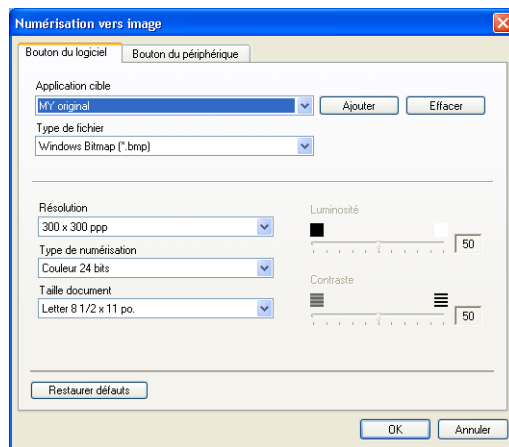 Numérisation vers image
Bouton du logiciel
Bouton du périphérique
Application cible
MY original
Ajouter
Effacer
Type de fichier
Windows Bitmap (*.bmp)
Résolution
300 x 300 ppp
Type de numérisation
Couleur 24 bits
Taille document
Letter 8 1/2 x 11 po.
Luminosité
50
Contraste
50
Restaurer défauts
OK
Annuler